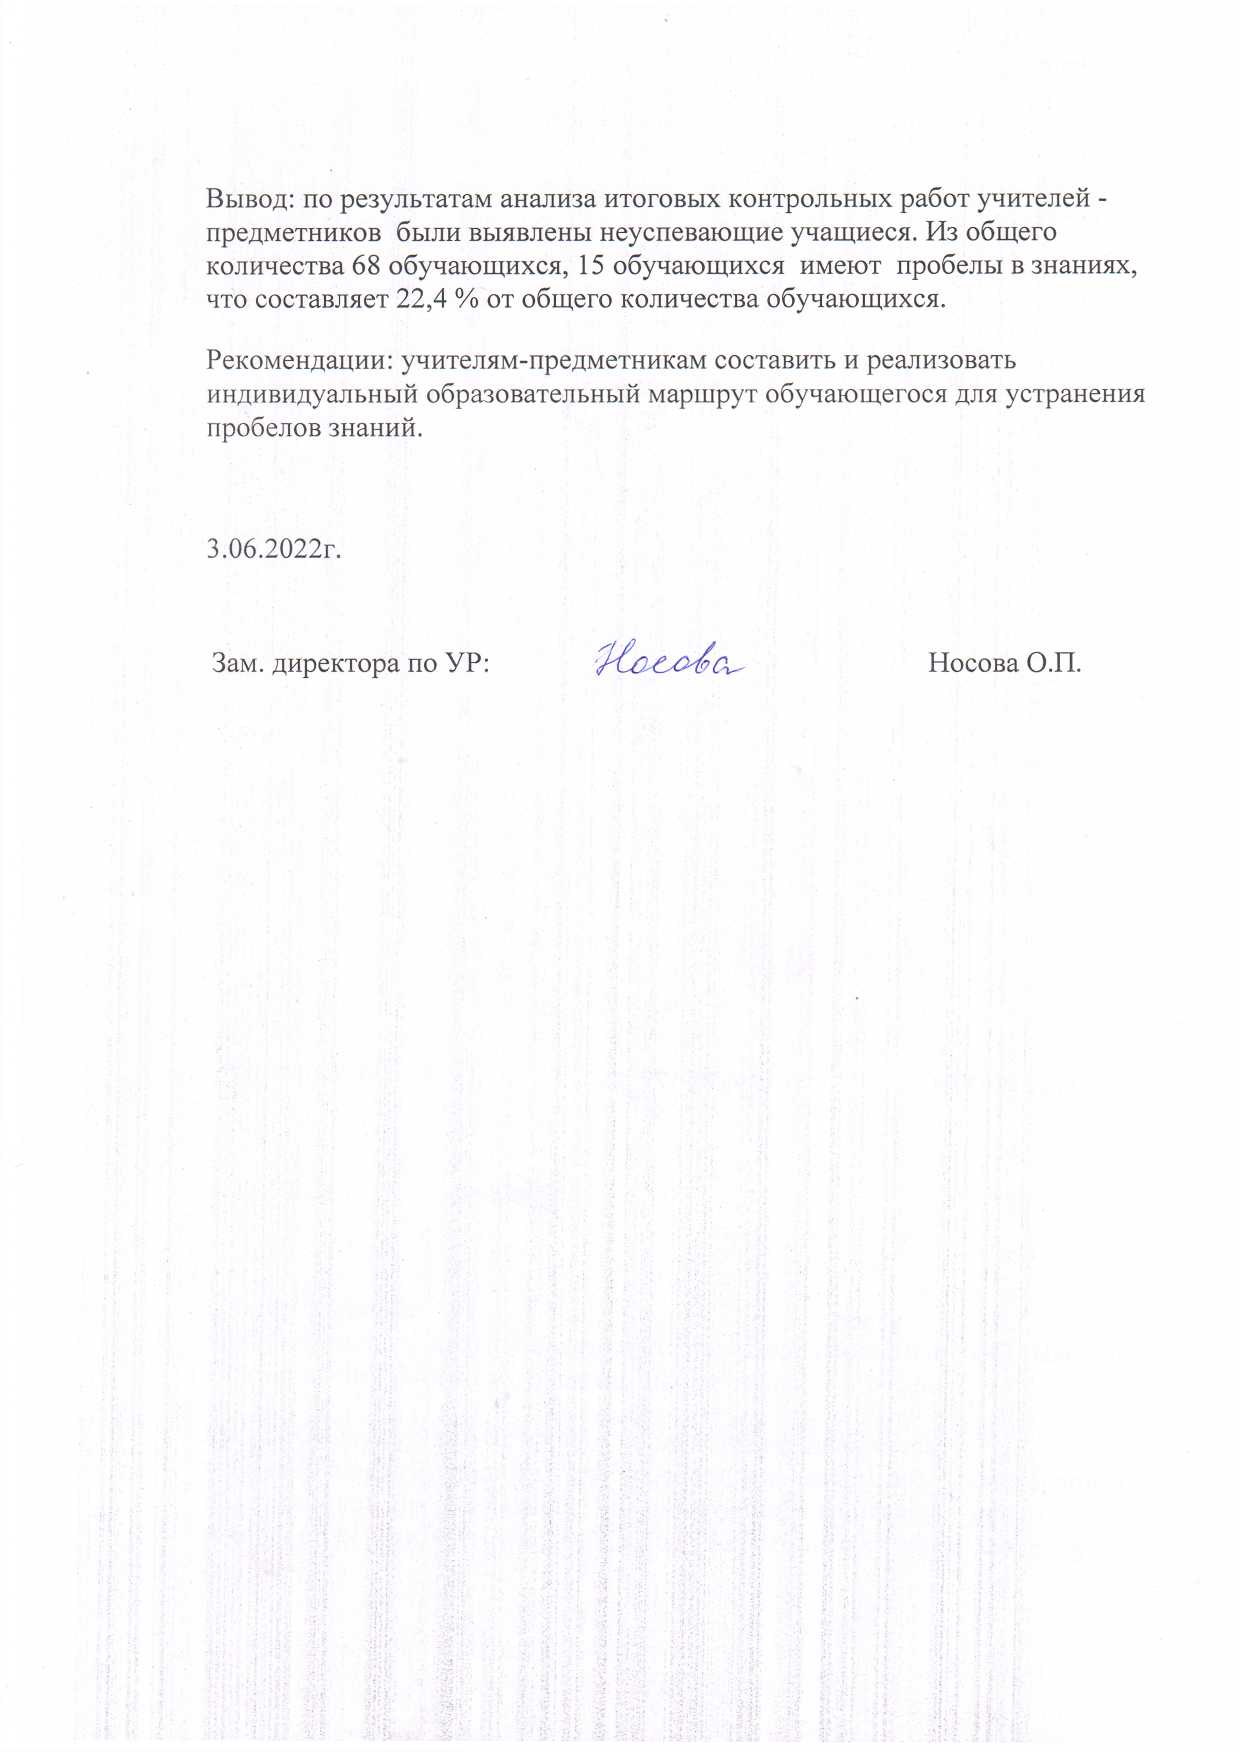 Вывод: по результатам анализа итоговых контрольных работ учителей -
предметников были выявлены неуспевающие учащиеся. Из общего
количества 68 обучающихся, 15 обучающихся имеют пробелы в знаниях,
что составляет 22,4 % от общего количества обучающихся.
Рекомендации: учителям-предметникам составить и реализовать
индивидуальный образовательный маршрут обучающегося для устранения
пробелов знаний.
3.06.2022г.
Зам. директора по УР: Носова Носова О.П.